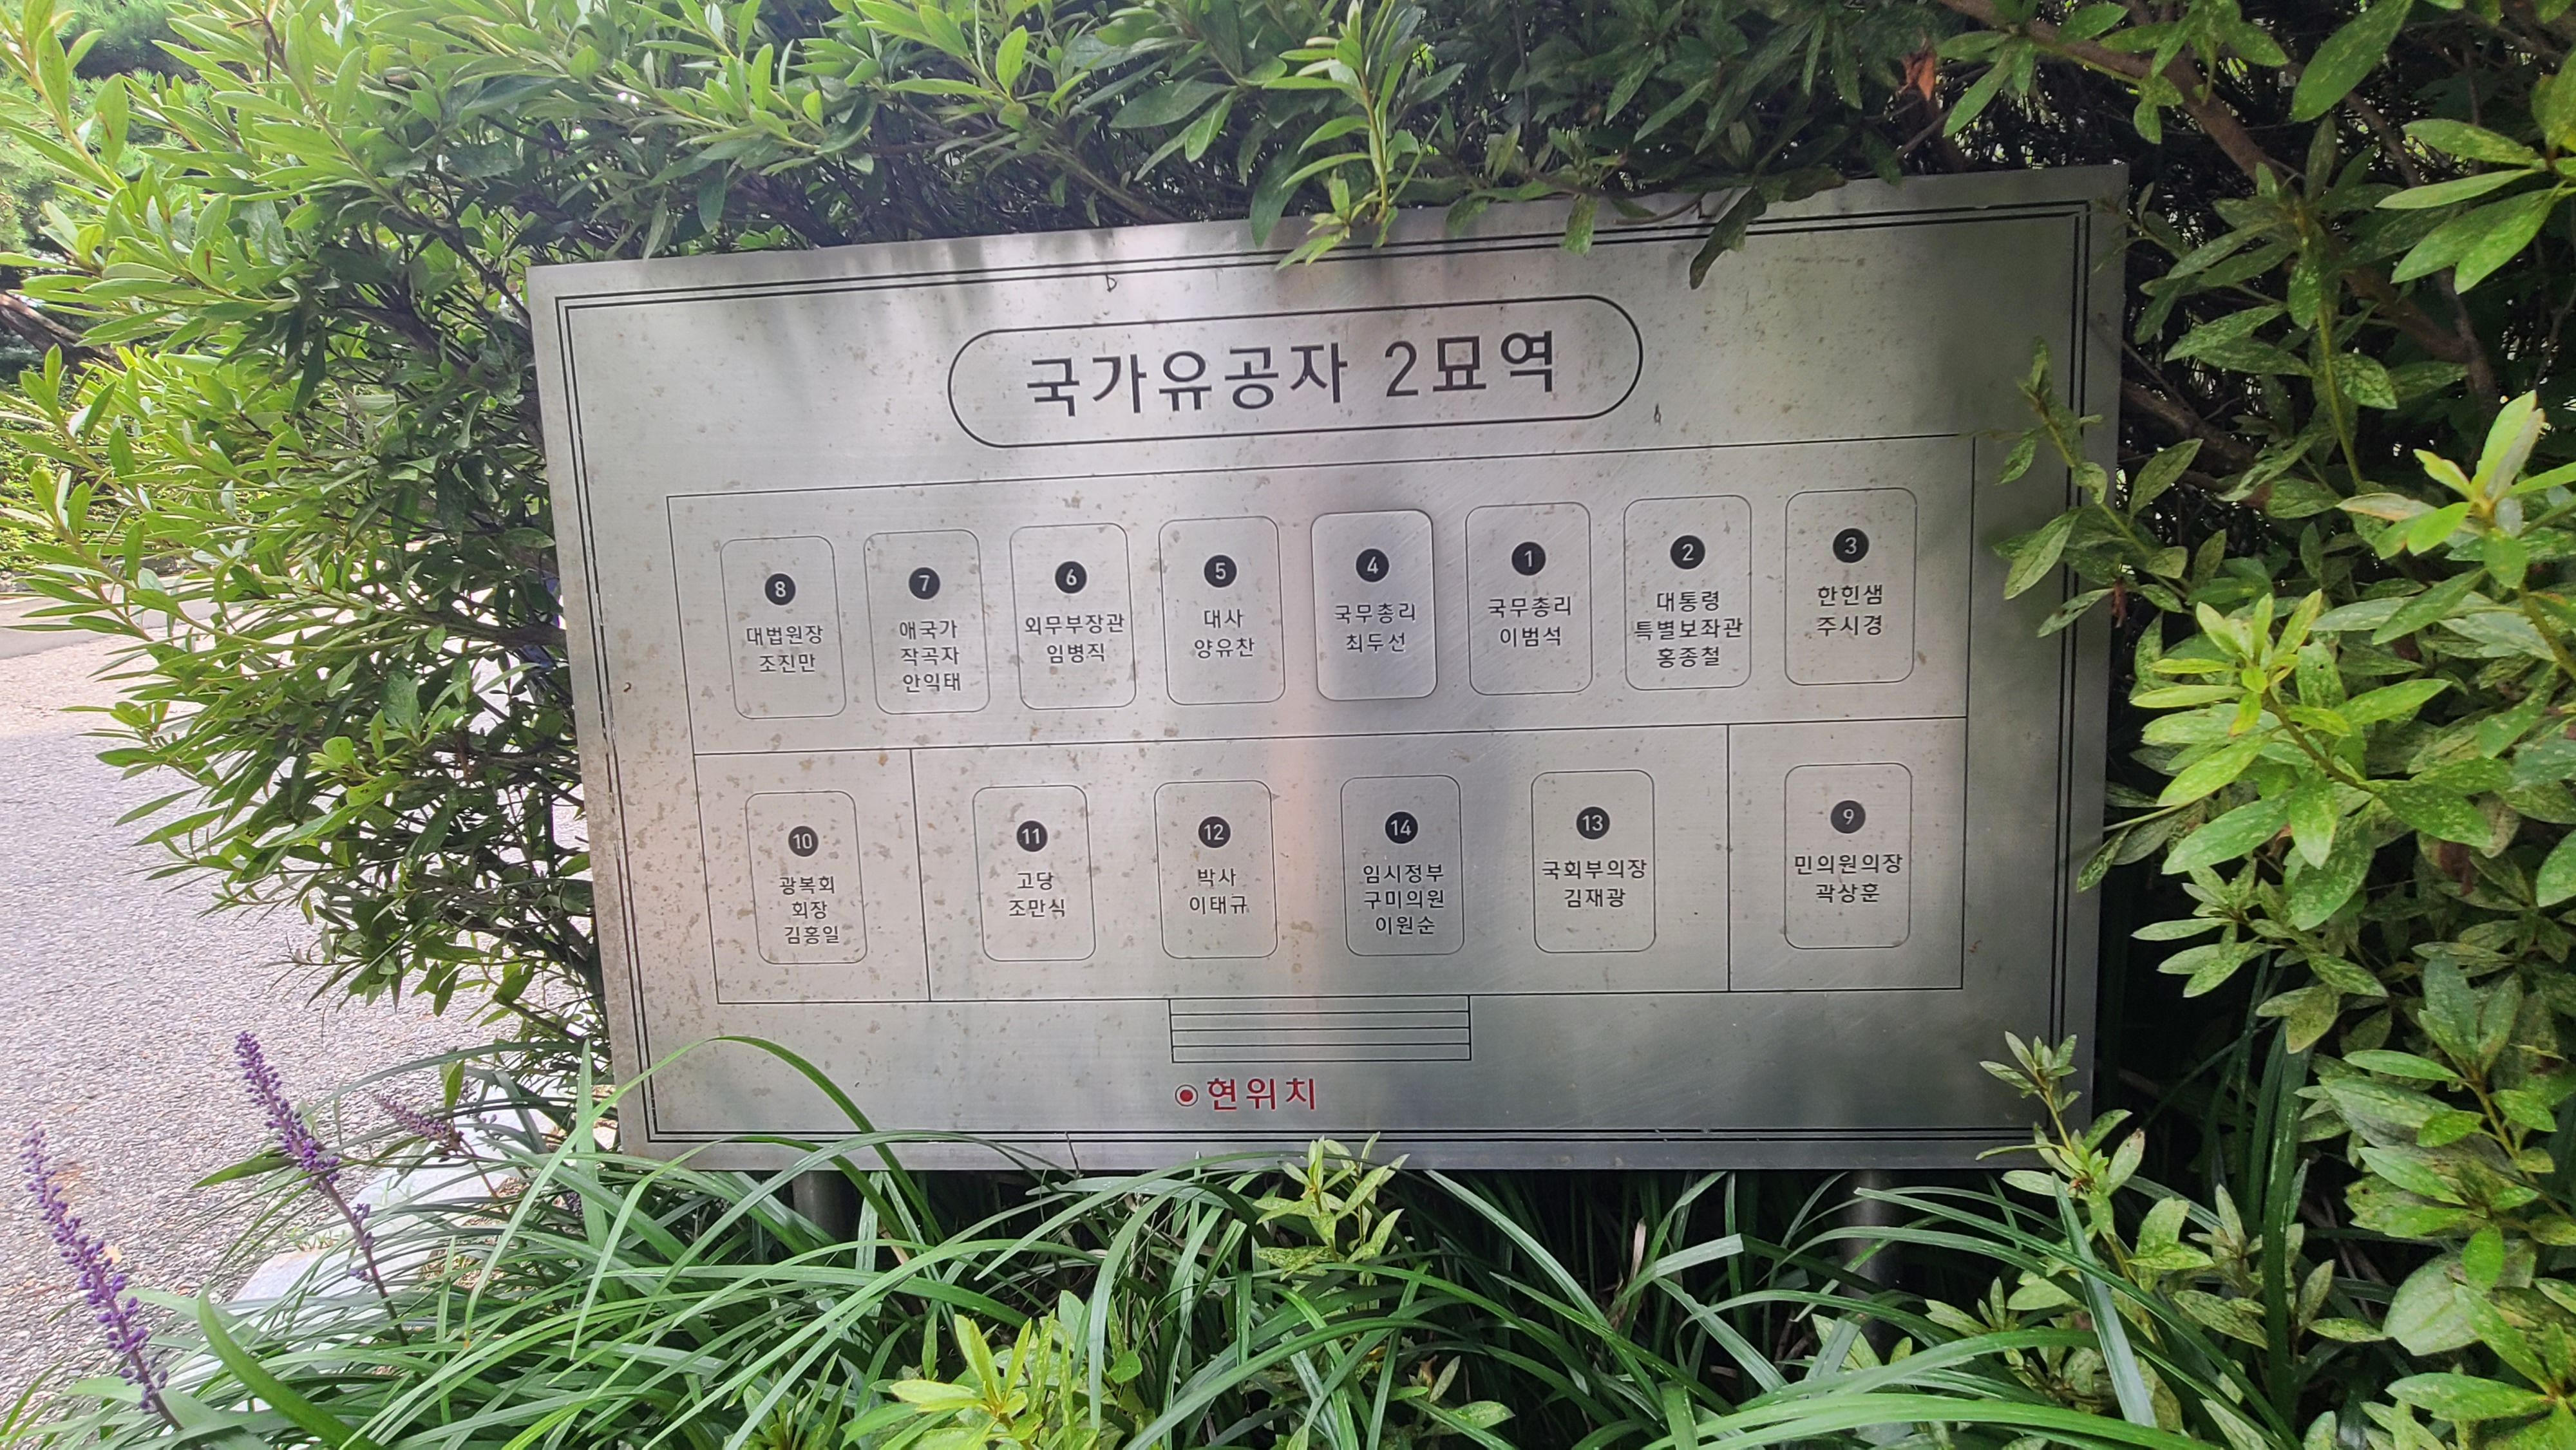 국가유공자 2묘역
8
대법원장
조진만
7
애국가
작곡자
안익태
6
외무부장관
임병직
5
대사
양유찬
4
국무총리
최두선
1
국무총리
이범석
2
대통령
특별보좌관
홍종철
3
한힌샘
주시경
10
광복회
회장
김홍일
11
고당
조만식
12
박사
이태규
14
임시정부
구미의원
이원순
13
국회부의장
김재광
9
민의원의장
곽상훈
현위치